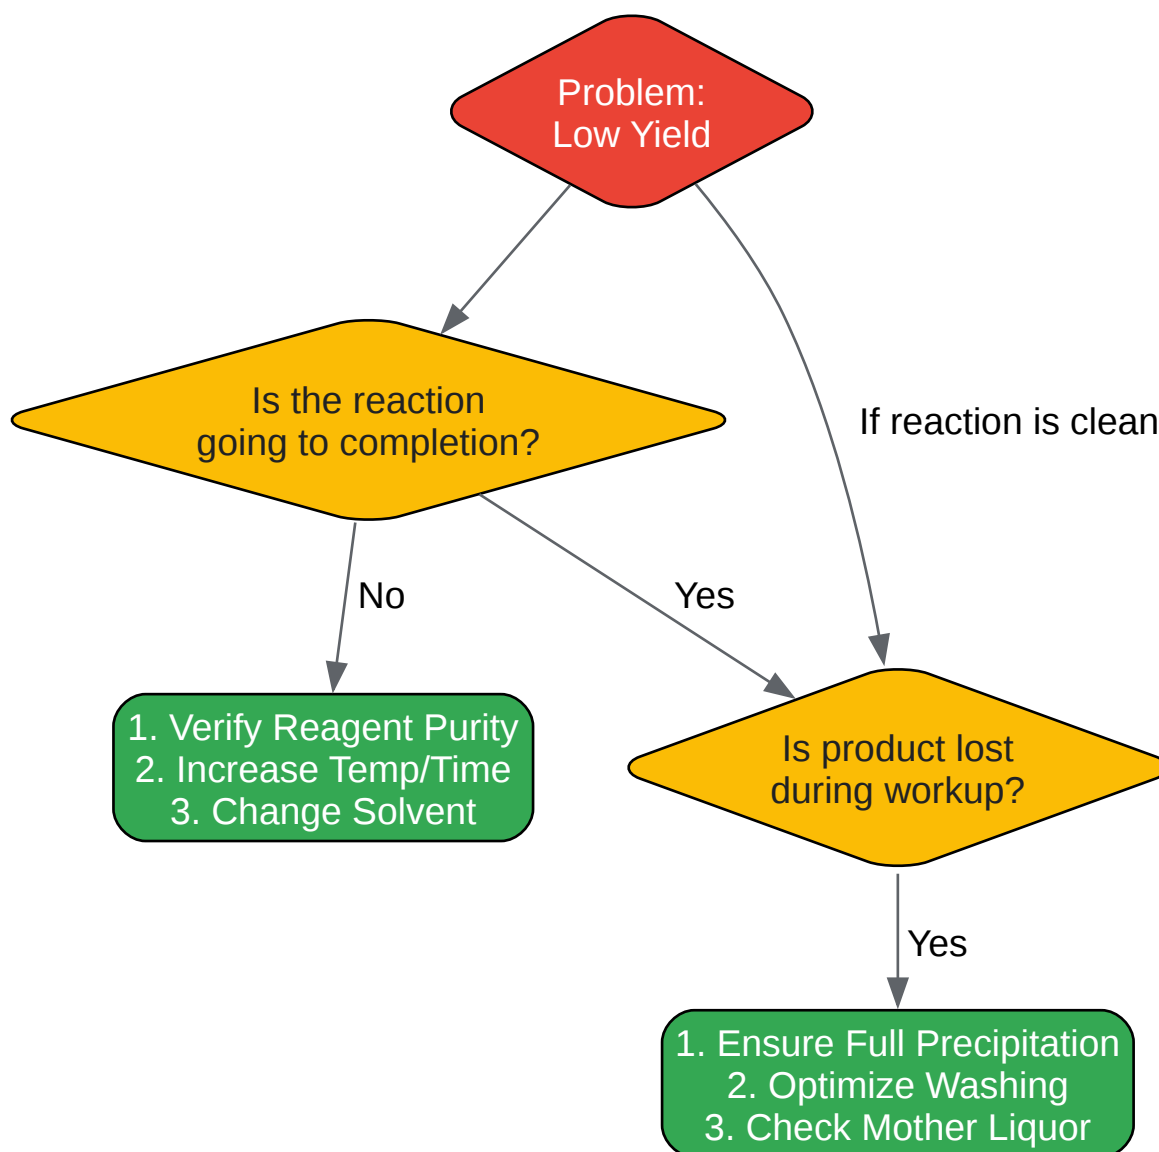 Problem:
Low Yield
Is the reaction
going to completion?
If reaction is clean
No
Yes
1. Verify Reagent Purity
2. Increase Temp/Time
3. Change Solvent
Is product lost
during workup?
Yes
1. Ensure Full Precipitation
2. Optimize Washing
3. Check Mother Liquor